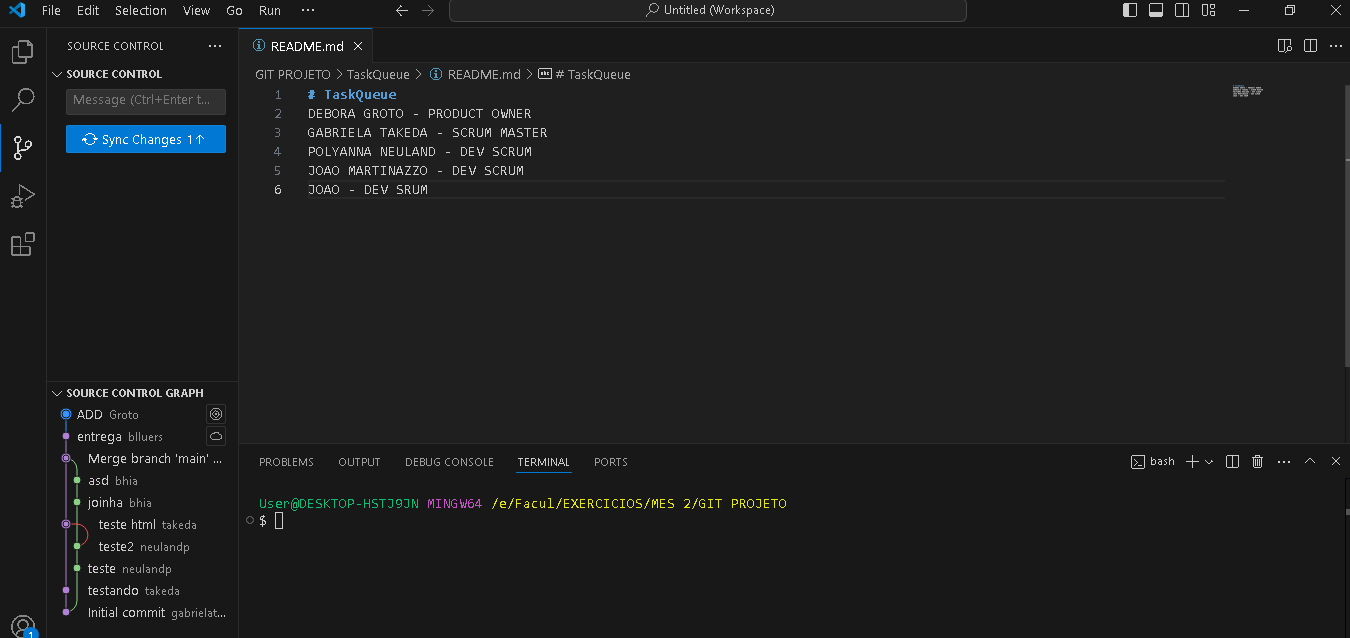 File Edit Selection View Go Run ··· Untitled (Workspace)
SOURCE CONTROL ···
SOURCE CONTROL
Message (Ctrl+Enter t...
Sync Changes 1↑
README.md
GIT PROJETO > TaskQueue > README.md > # TaskQueue
1 # TaskQueue
2 DEBORA GROTO - PRODUCT OWNER
3 GABRIELA TAKEDA - SCRUM MASTER
4 POLYANNA NEULAND - DEV SCRUM
5 JOAO MARTINAZZO - DEV SCRUM
6 JOAO - DEV SRUM
SOURCE CONTROL GRAPH
ADD Groto
entrega blluers
Merge branch 'main' ...
asd bhia
joinha bhia
teste html takeda
teste2 neulandp
teste neulandp
testando takeda
Initial commit gabrielat...
1
PROBLEMS OUTPUT DEBUG CONSOLE TERMINAL PORTS bash
User@DESKTOP-HSTJ9JN MINGW64 /e/Facul/EXERCICIOS/MES 2/GIT PROJETO
$